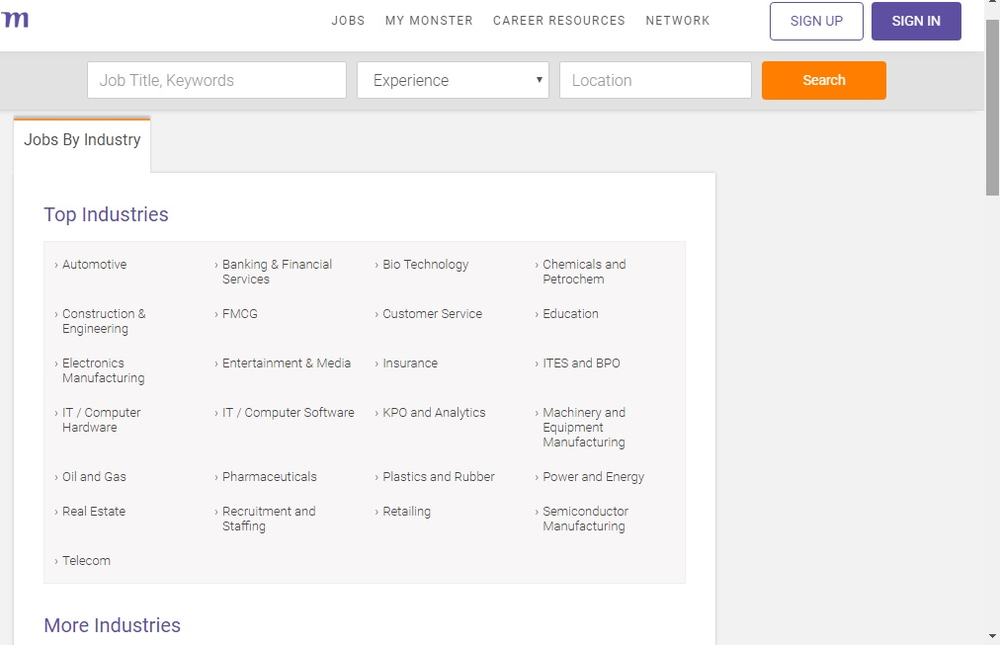 m
JOBS MY MONSTER CAREER RESOURCES NETWORK SIGN UP SIGN IN
Job Title, Keywords Experience Location Search
Jobs By Industry
Top Industries
› Automotive › Banking & Financial › Bio Technology › Chemicals and
Services Petrochem
› Construction & › FMCG › Customer Service › Education
Engineering
› Electronics › Entertainment & Media › Insurance › ITES and BPO
Manufacturing
› IT / Computer › IT / Computer Software › KPO and Analytics › Machinery and
Hardware Equipment
Manufacturing
› Oil and Gas › Pharmaceuticals › Plastics and Rubber › Power and Energy
› Real Estate › Recruitment and › Retailing › Semiconductor
Staffing Manufacturing
› Telecom
More Industries